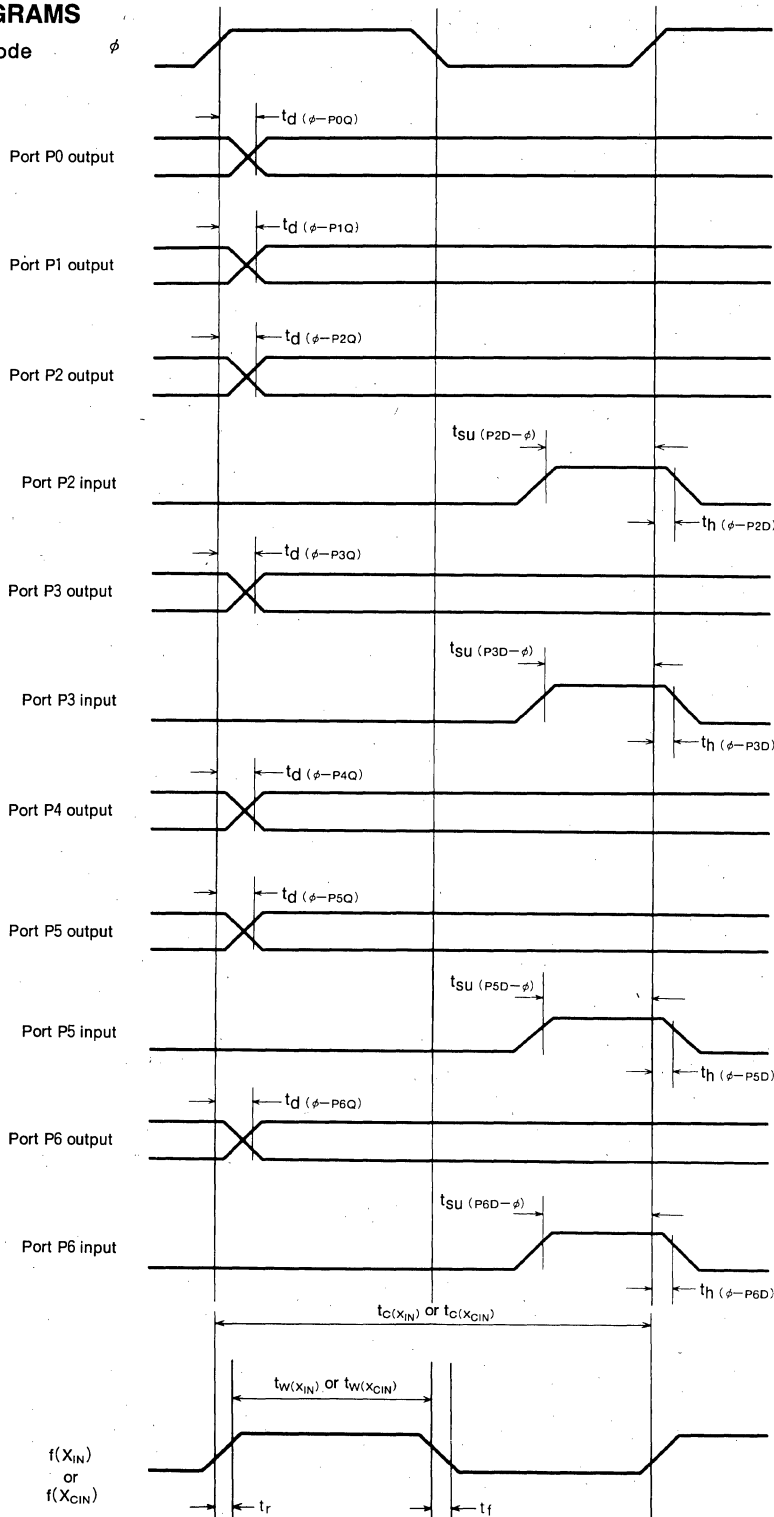 GRAMS
ode
φ
td (φ–P0Q)
Port P0 output
td (φ–P1Q)
Port P1 output
td (φ–P2Q)
Port P2 output
tsu (P2D–φ)
Port P2 input
th (φ–P2D)
td (φ–P3Q)
Port P3 output
tsu (P3D–φ)
Port P3 input
th (φ–P3D)
td (φ–P4Q)
Port P4 output
td (φ–P5Q)
Port P5 output
tsu (P5D–φ)
Port P5 input
th (φ–P5D)
td (φ–P6Q)
Port P6 output
tsu (P6D–φ)
Port P6 input
th (φ–P6D)
tc(XIN) or tc(XCIN)
tw(XIN) or tw(XCIN)
f(XIN)
or
f(XCIN)
tr
tf